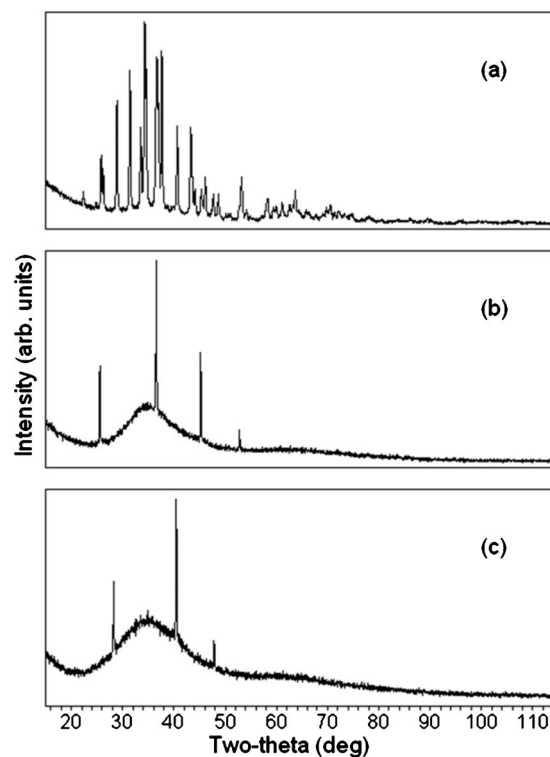 (a)
(b)
(c)
Intensity (arb. units)
20 30 40 50 60 70 80 90 100 110
Two-theta (deg)